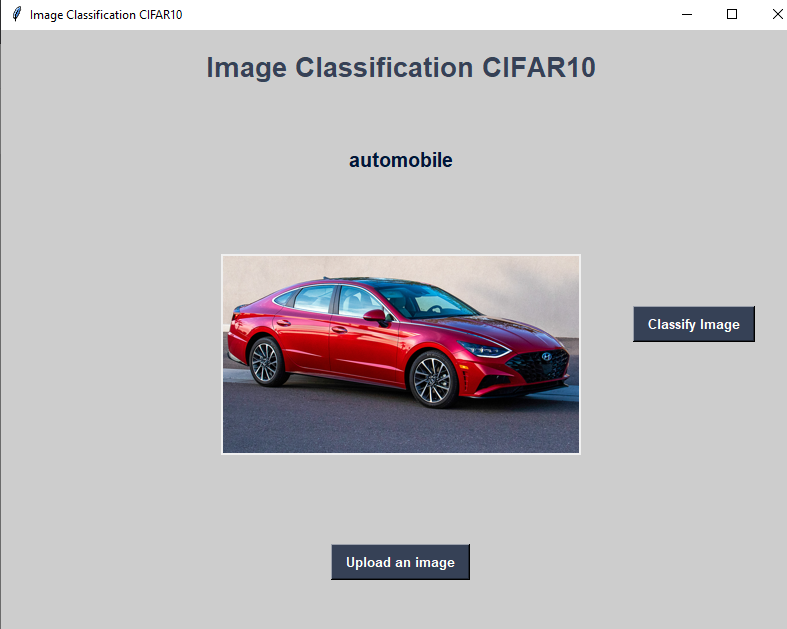 Image Classification CIFAR10
Image Classification CIFAR10
automobile
Classify Image
Upload an image